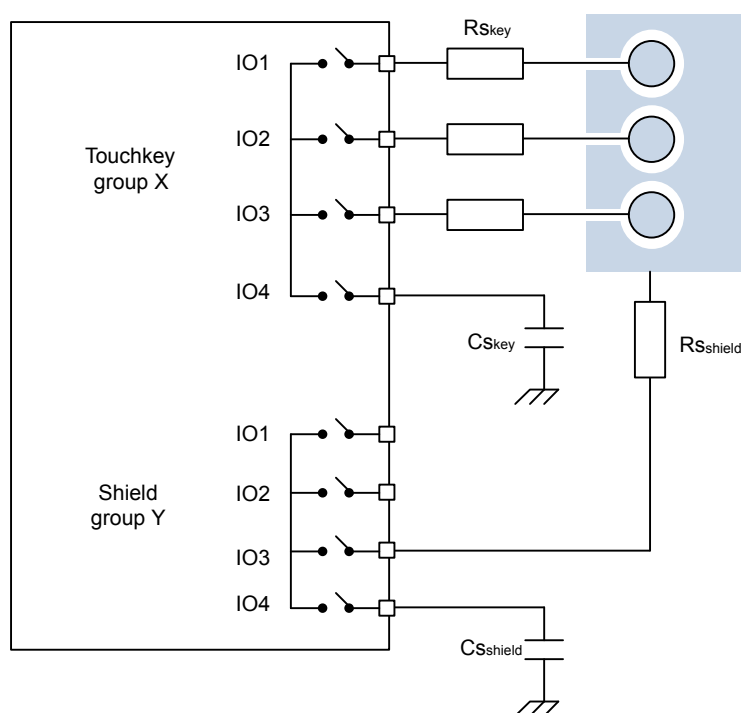 Rskey
IO1
IO2
Touchkey
group X
IO3
IO4
Cskey
Rsshield
IO1
Shield
group Y
IO2
IO3
IO4
Csshield